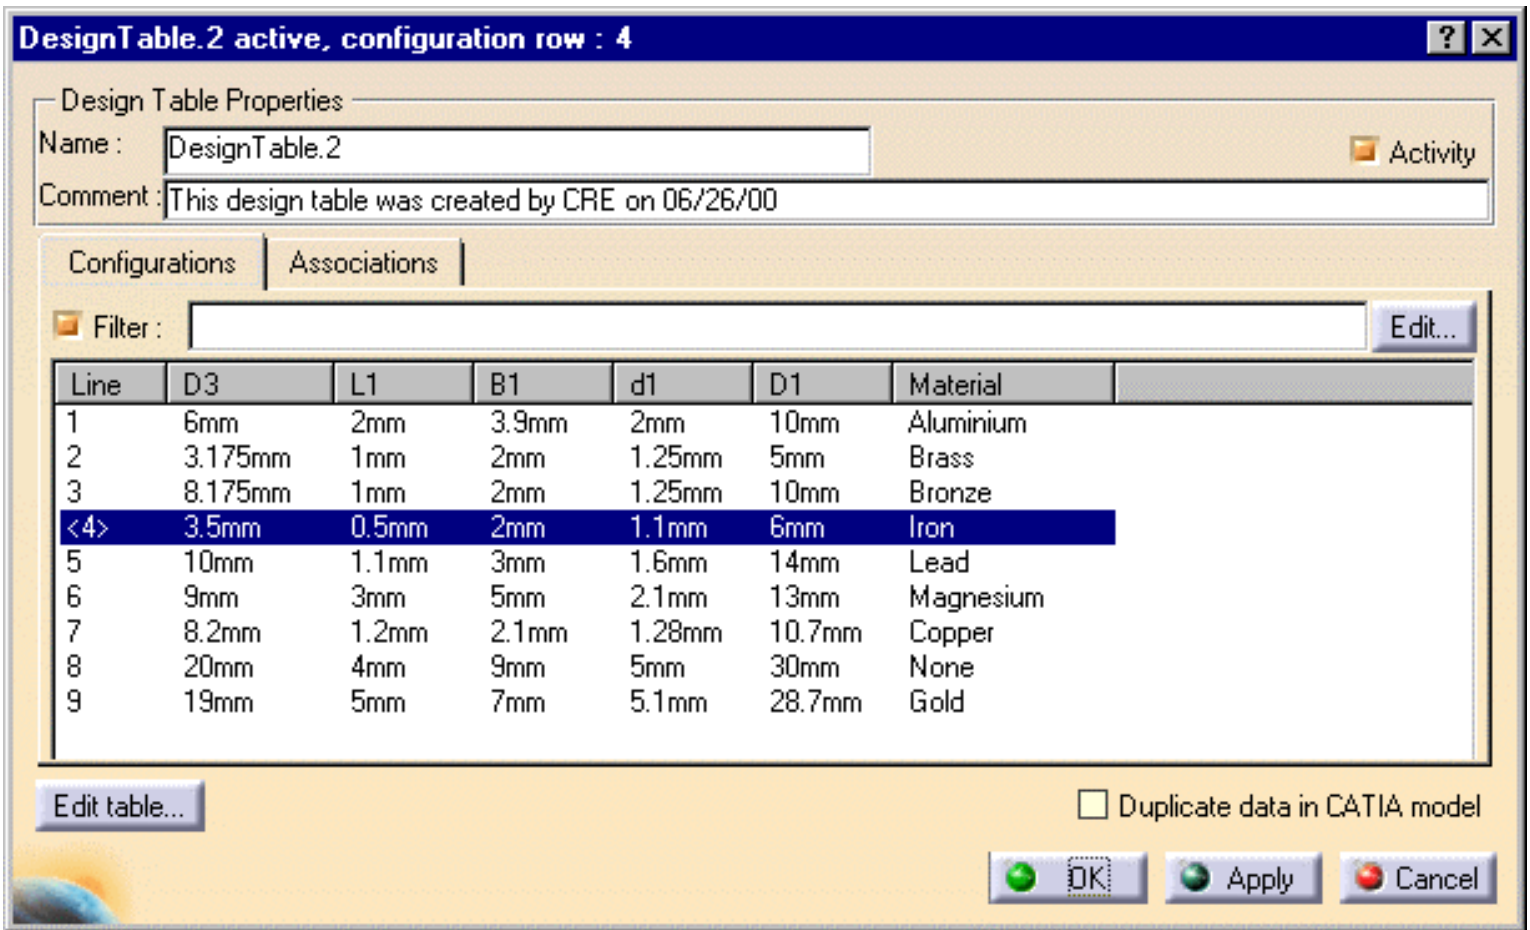 DesignTable.2 active, configuration row : 4
Design Table Properties
Name : DesignTable.2 Activity
Comment : This design table was created by CRE on 06/26/00
Configurations Associations
Filter : Edit...
Line D3 L1 B1 d1 D1 Material
1 6mm 2mm 3.9mm 2mm 10mm Aluminium
2 3.175mm 1mm 2mm 1.25mm 5mm Brass
3 8.175mm 1mm 2mm 1.25mm 10mm Bronze
<4> 3.5mm 0.5mm 2mm 1.1mm 6mm Iron
5 10mm 1.1mm 3mm 1.6mm 14mm Lead
6 9mm 3mm 5mm 2.1mm 13mm Magnesium
7 8.2mm 1.2mm 2.1mm 1.28mm 10.7mm Copper
8 20mm 4mm 9mm 5mm 30mm None
9 19mm 5mm 7mm 5.1mm 28.7mm Gold
Edit table... Duplicate data in CATIA model
OK Apply Cancel